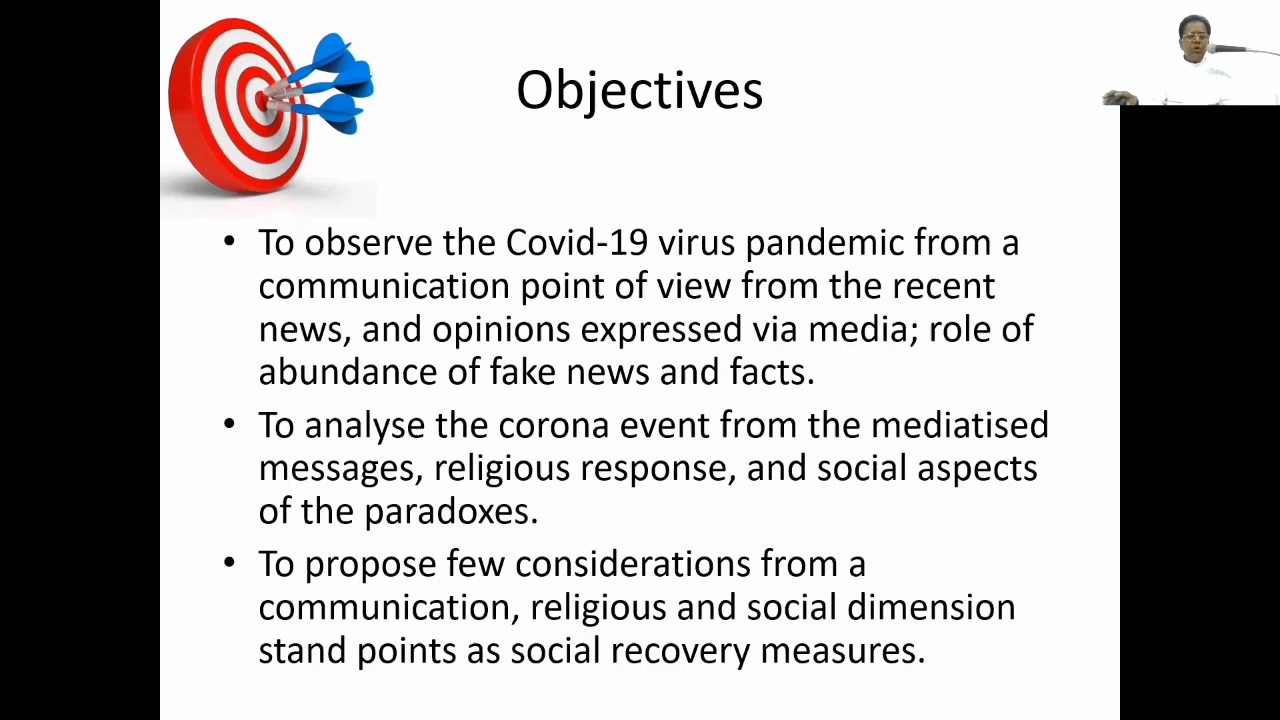 Objectives
• To observe the Covid-19 virus pandemic from a
communication point of view from the recent
news, and opinions expressed via media; role of
abundance of fake news and facts.
• To analyse the corona event from the mediatised
messages, religious response, and social aspects
of the paradoxes.
• To propose few considerations from a
communication, religious and social dimension
stand points as social recovery measures.